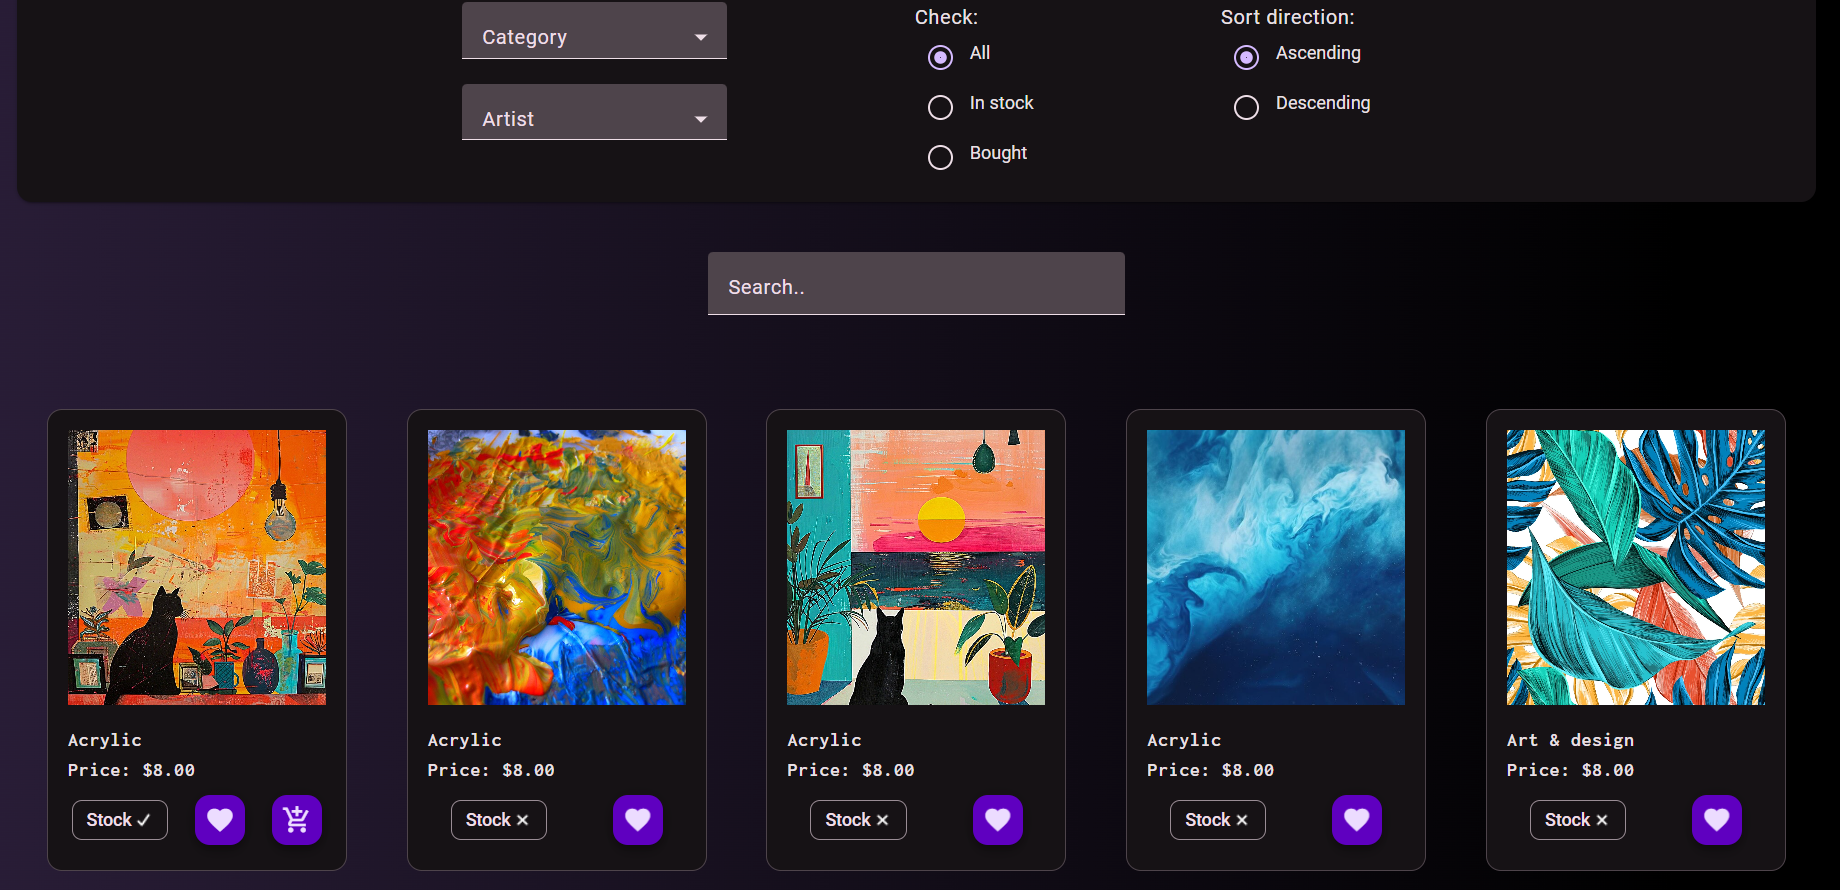 Category
Artist
Check:
All
In stock
Bought
Sort direction:
Ascending
Descending
Search..
Acrylic
Price: $8.00
Stock ✓
Acrylic
Price: $8.00
Stock ✕
Acrylic
Price: $8.00
Stock ✕
Acrylic
Price: $8.00
Stock ✕
Art & design
Price: $8.00
Stock ✕